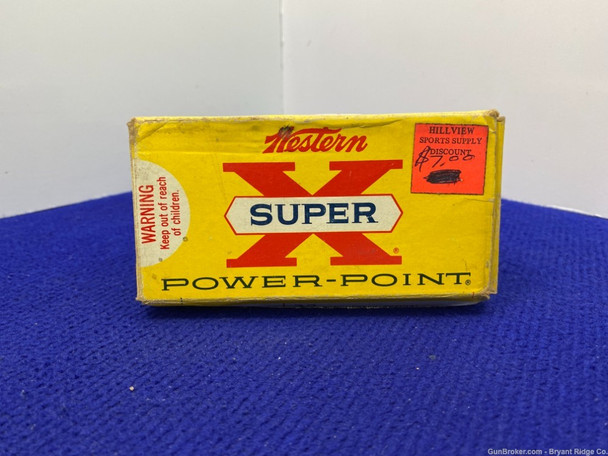 Western
X
SUPER
®
POWER-POINT®
WARNING
Keep out of reach
of children.
HILLVIEW
SPORTS SUPPLY
DISCOUNT
$7.00
GunBroker.com - Bryant Ridge Co.